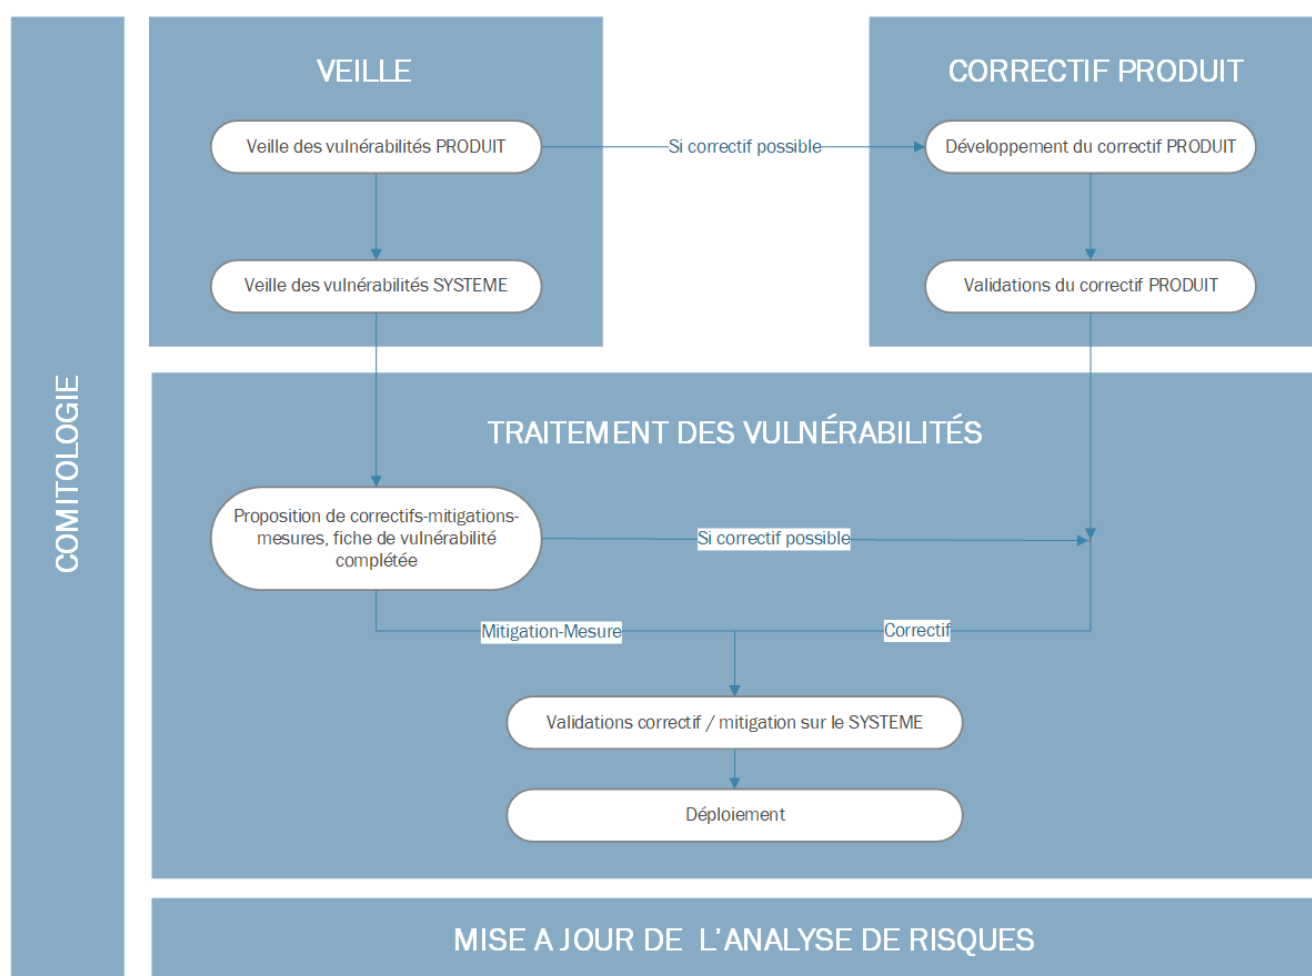 COMITOLOGIE
VEILLE
CORRECTIF PRODUIT
Veille des vulnérabilités PRODUIT
Si correctif possible
Développement du correctif PRODUIT
Veille des vulnérabilités SYSTEME
Validations du correctif PRODUIT
TRAITEMENT DES VULNÉRABILITÉS
Proposition de correctifs-mitigations-
mesures, fiche de vulnérabilité
complétée
Si correctif possible
Mitigation-Mesure
Correctif
Validations correctif / mitigation sur le SYSTEME
Déploiement
MISE A JOUR DE L'ANALYSE DE RISQUES